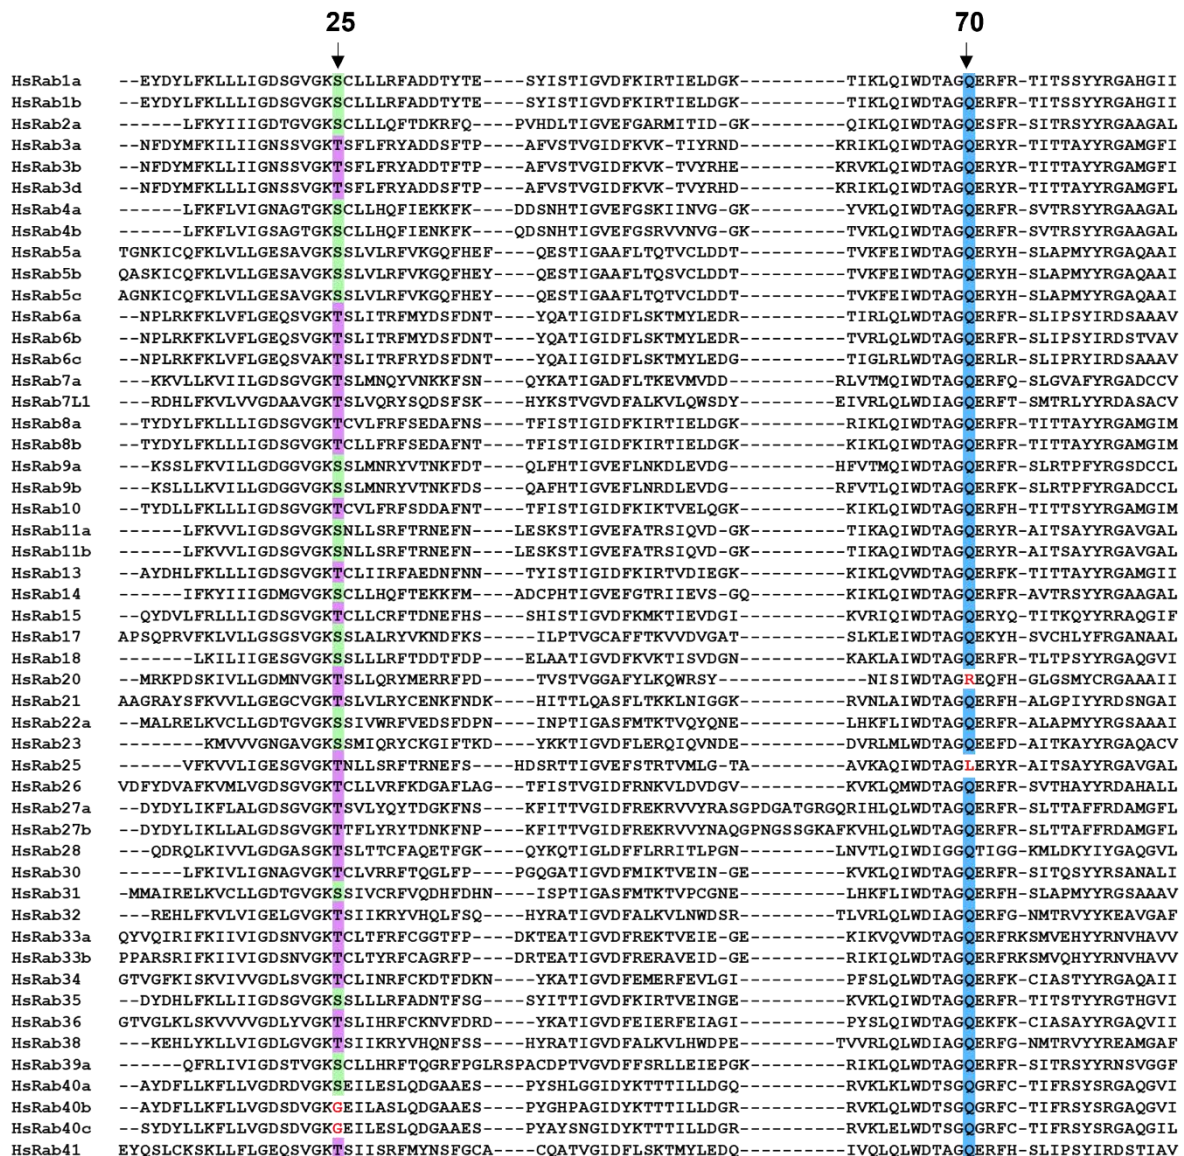 25 70
HsRab1a --EYDYLFKLLLIGDSGVGKSCLLLRFADDTYTE----SYISTIGVDFKIRTIELDGK----------TIKLQIWDTAGQERFR-TITSSYYRGAHGII
HsRab1b --EYDYLFKLLLIGDSGVGKSCLLLRFADDTYTE----SYISTIGVDFKIRTIELDGK----------TIKLQIWDTAGQERFR-TITSSYYRGAHGII
HsRab2a ------LFKYIIIGDTGVGKSCLLLQFTDKRFQ----PVHDLTIGVEFGARMITID-GK---------QIKLQIWDTAGQESFR-SITRSYYRGAAGAL
HsRab3a --NFDYMFKILIIGNSSVGKTSFLFRYADDSFTP----AFVSTVGIDFKVK-TIYRND---------KRIKLQIWDTAGQERYR-TITTAYYRGAMGFI
HsRab3b --NFDYMFKLLIIGNSSVGKTSFLFRYADDTFTP----AFVSTVGIDFKVK-TVYRHE---------KRVKLQIWDTAGQERYR-TITTAYYRGAMGFI
HsRab3d --NFDYMFKLLLIGNSSVGKTSFLFRYADDSFTP----AFVSTVGIDFKVK-TVYRHD---------KRIKLQIWDTAGQERYR-TITTAYYRGAMGFL
HsRab4a ------LFKFLVIGNAGTGKSCLLHQFIEKKFK----DDSNHTIGVEFGSKIINVG-GK---------YVKLQIWDTAGQERFR-SVTRSYYRGAAGAL
HsRab4b ------LFKFLVIGSAGTGKSCLLHQFIENKFK----QDSNHTIGVEFGSRVVNVG-GK---------TVKLQIWDTAGQERFR-SVTRSYYRGAAGAL
HsRab5a TGNKICQFKLVLLGESAVGKSSLVLRFVKGQFHEF----QESTIGAAFLTQTVCLDDT----------TVKFEIWDTAGQERYH-SLAPMYYRGAQAAI
HsRab5b QASKICQFKLVLLGESAVGKSSLVLRFVKGQFHEY----QESTIGAAFLTQSVCLDDT----------TVKFEIWDTAGQERYH-SLAPMYYRGAQAAI
HsRab5c AGNKICQFKLVLLGESAVGKSSLVLRFVKGQFHEY----QESTIGAAFLTQTVCLDDT----------TVKFEIWDTAGQERYH-SLAPMYYRGAQAAI
HsRab6a --NPLRKFKLVFLGEQSVGKTSLITRFMYDSFDNT----YQATIGIDFLSKTMYLEDR----------TIRLQLWDTAGQERFR-SLIPSYIRDSAAAV
HsRab6b --NPLRKFKLVFLGEQSVGKTSLITRFMYDSFDNT----YQATIGIDFLSKTMYLEDR----------TVRLQLWDTAGQERFR-SLIPSYIRDSTVAV
HsRab6c --NPLRKFKLVFLGEQSVAKTSLITRFRYDSFDNT----YQAIIGIDFLSKTMYLEDG----------TIGLRLWDTAGQERLR-SLIPRYIRDSAAAV
HsRab7a ---KKVLLKVIILGDSGVGKTSLMNQYVNKKFSN----QYKATIGADFLTKEVMVDD---------RLVTMQIWDTAGQERFQ-SLGVAFYRGADCCV
HsRab7L1 ---RDHLFKVLVVGDAAVGKTSLVQRYSQDSFSK----HYKSTVGVDFALKVLQWSDY---------EIVRLQLWDIAGQERFT-SMTRLYYRDASACV
HsRab8a --TYDYLFKLLLIGDSGVGKTCVLFRFSEDAFNS----TFISTIGIDFKIRTIELDGK----------RIKLQIWDTAGQERFR-TITTAYYRGAMGIM
HsRab8b --TYDYLFKLLLIGDSGVGKTCLLFRFSEDAFNT----TFISTIGIDFKIRTIELDGK----------KIKLQIWDTAGQERFR-TITTAYYRGAMGIM
HsRab9a ---KSSLFKVILLGDGGVGKSSLMNRYVTNKFDT----QLFHTIGVEFLNKDLEVDG---------HFVTMQIWDTAGQERFR-SLRTPFYRGSDCCL
HsRab9b ---KSLLLKVILLGDGGVGKSSLMNRYVTNKFDS----QAFHTIGVEFLNRDLEVDG---------RFVTLQIWDTAGQERFK-SLRTPFYRGADCCL
HsRab10 --TYDLLFKLLLIGDSGVGKTCVLFRFSDDAFNT----TFISTIGIDFKIKTVELQGK----------KIKLQIWDTAGQERFH-TITTSYYRGAMGIM
HsRab11a ------LFKVVLIGDSGVGKSNLLSRFTRNEFN----LESKSTIGVEFATRSIQVD-GK---------TIKAQIWDTAGQERYR-AITSAYYRGAVGAL
HsRab11b ------LFKVVLIGDSGVGKSNLLSRFTRNEFN----LESKSTIGVEFATRSIQVD-GK---------TIKAQIWDTAGQERYR-AITSAYYRGAVGAL
HsRab13 --AYDHLFKLLLIGDSGVGKTCLIIRFAEDNFNN----TYISTIGIDFKIRTVDIEGK----------KIKLQVWDTAGQERFK-TITTAYYRGAMGII
HsRab14 ------IFKYIIIGDMGVGKSCLLHQFTEKKFM----ADCPHTIGVEFGTRIIEVS-GQ---------KIKLQIWDTAGQERFR-AVTRSYYRGAAGAL
HsRab15 --QYDVLFRLLLIGDSGVGKTCLLCRFTDNEFHS----SHISTIGVDFKMKTIEVDGI----------KVRIQIWDTAGQERYQ-TITKQYYRRAQGIF
HsRab17 APSQPRVFKLVLLGSGSVGKSSLALRYVKNDFKS----ILPTVGCAFFTKVVDVGAT----------SLKLEIWDTAGQEKYH-SVCHLYFRGANAAL
HsRab18 -------LKILIIGESGVGKSSLLLRFTDDTFDP----ELAATIGVDFKVKTISVDGN---------KAKLAIWDTAGQERFR-TLTPSYYRGAQGVI
HsRab20 ---MRKPDSKIVLLGDMNVGKTSLLQRYMERRFPD----TVSTVGGAFYLKQWRSY-----------NISIWDTAGREQFH-GLGSMYCRGAAAII
HsRab21 AAGRAYSFKVVLLGEGCVGKTSLVLRYCENKFNDK----HITTLQASFLTKKLNIGGK---------RVNLAIWDTAGQERFH-ALGPIYYRDSNGAI
HsRab22a --MALRELKVCLLGDTGVGKSSIVWRFVEDSFDPN----INPTIGASFMTKTVQYQNE---------LHKFLIWDTAGQERFR-ALAPMYYRGSAAAI
HsRab23 --------KMVVVGNGAVGKSSMIQRYCKGIFTKD----YKKTIGVDFLERQIQVNDE----------DVRLMLWDTAGQEEFD-AITKAYYRGAQACV
HsRab25 ------VFKVVLIGESGVGKTNLLSRFTRNEFS----HDSRTTIGVEFSTRTVMLG-TA---------AVKAQIWDTAGLERYR-AITSAYYRGAVGAL
HsRab26 VDFYDVAFKVMLVGDSGVGKTCLLVRFKDGAFLAG----TFISTVGIDFRNKVLDVDGV---------KVKLQMWDTAGQERFR-SVTHAYYRDAHALL
HsRab27a --DYDYLIKFLALGDSGVGKTSVLYQYTDGKFNS----KFITTVGIDFREKRVVYRASGPDGATGRGQRIHLQLWDTAGQERFR-SLTTAFFRDAMGFL
HsRab27b --DYDYLIKLLALGDSGVGKTTFLYRYTDNKFNP----KFITTVGIDFREKRVVYNAQGPNGSSGKAFKVHLQLWDTAGQERFR-SLTTAFFRDAMGFL
HsRab28 ---QDRQLKIVVLGDGASGKTSLTTCFAQETFGK----QYKQTIGLDFFLRRITLPGN---------LNVTLQIWDIGGQTIGG-KMLDKYIYGAQGVL
HsRab30 ------LFKIVLIGNAGVGKTCLVRRFTQGLFP----PGQGATIGVDFMIKTVEIN-GE---------KVKLQIWDTAGQERFR-SITQSYYRSANALI
HsRab31 -MMAIRELKVCLLGDTGVGKSSIVCRFVQDHFDHN----ISPTIGASFMTKTVPCGNE---------LHKFLIWDTAGQERFH-SLAPMYYRGSAAAV
HsRab32 ---REHLFKVLVIGELGVGKTSIIKRYVHQLFSQ----HYRATIGVDFALKVLNWDSR---------TLVRLQLWDIAGQERFG-NMTRVYYKEAVGAF
HsRab33a QYVQIRIFKIIVIGDSNVGKTCLTFRFCGGTFP----DKTEATIGVDFREKTVEIE-GE---------KIKVQVWDTAGQERFRKSMVEHYYRNVHAVV
HsRab33b PPARSRIFKIIVIGDSNVGKTCLTYRFCAGRFP----DRTEATIGVDFRERAVEID-GE---------RIKIQLWDTAGQERFRKSMVQHYYRNVHAVV
HsRab34 GTVGFKISKVIVVGDLSVGKTCLINRFCKDTFDKN----YKATIGVDFEMERFEVLGI----------PFSLQLWDTAGQERFK-CIASTYYRGAQAII
HsRab35 --DYDHLFKLLIIGDSGVGKSSLLLRFADNTFSG----SYITTIGVDFKIRTVEINGE----------KVKLQIWDTAGQERFR-TITSTYYRGTHGVI
HsRab36 GTVGLKLSKVVVVGDLYVGKTSLIHRFCKNVFDRD----YKATIGVDFEIERFEIAGI----------PYSLQIWDTAGQEKFK-CIASAYYRGAQVII
HsRab38 ---KEHLYKLLVIGDLGVGKTSIIKRYVHQNFSS----HYRATIGVDFALKVLHWDPE---------TVVRLQLWDIAGQERFG-NMTRVYYREAMGAF
HsRab39a ---QFRLIVIGDSTVGKSCLLHRFTQGRFPGLRSPACDPTVGVDFFSRLLEIEPGK---------RIKLQLWDTAGQERFR-SITRSYYRNSVGGF
HsRab40a --AYDFLLKFLLVGDRDVGKSEILESLQDGAAES----PYSHLGGIDYKTTTILLDGQ----------RVKLKLWDTSGQGRFC-TIFRSYSRGAQGVI
HsRab40b --AYDFLLKFLLVGDSDVGKGEILASLQDGAAES----PYGHPAGIDYKTTTILLDGR----------RVKLQLWDTSGQGRFC-TIFRSYSRGAQGVI
HsRab40c --SYDYLLKFLLVGDSDVGKGEILESLQDGAAES----PYAYSNGIDYKTTTILLDGR----------RVKLELWDTSGQGRFC-TIFRSYSRGAQGIL
HsRab41 EYQSLCKSKLLFLGEQSVGKTSIISRFMYNSFGCA----CQATVGIDFLSKTMYLEDQ----------IVQLQLWDTAGQERFH-SLIPSYIRDSTIAV